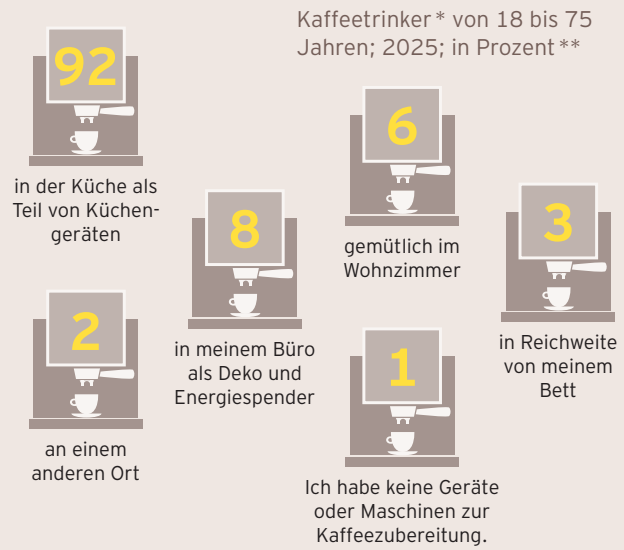 Kaffeetrinker* von 18 bis 75
Jahren; 2025; in Prozent**
92
in der Küche als
Teil von Küchen-
geräten
6
gemütlich im
Wohnzimmer
8
in meinem Büro
als Deko und
Energiespender
3
in Reichweite
von meinem
Bett
2
an einem
anderen Ort
1
Ich habe keine Geräte
oder Maschinen zur
Kaffeezubereitung.